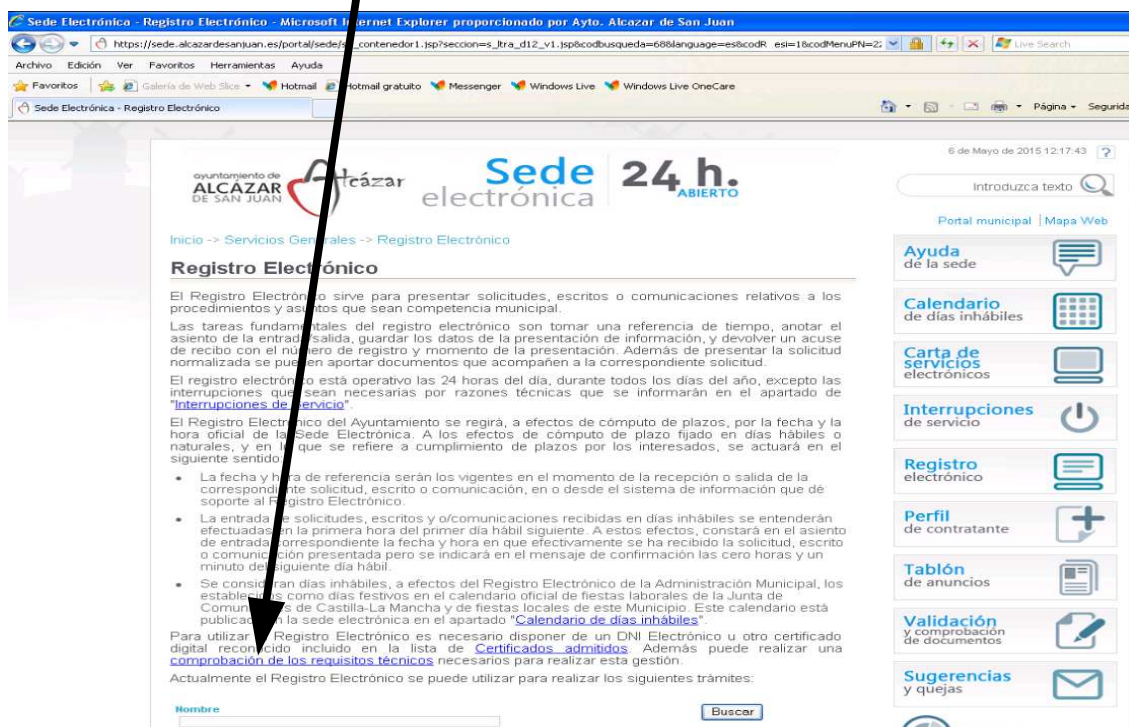 Sede Electrónica - Registro Electrónico - Microsoft Internet Explorer proporcionado por Ayto. Alcazar de San Juan
https://sede.alcazardesanjuan.es/portal/sede/ _contenedor1.jsp?seccion=s_ltra_d12_v1.jsp&codbusqueda=68&language=es&codR esi=1&codMenuPN=2
Live Search
Archivo Edición Ver Favoritos Herramientas Ayuda
Favoritos Galería de Web Slice Hotmail Hotmail gratuito Messenger Windows Live Windows Live OneCare
Sede Electrónica - Registro Electrónico
Página Segurida
6 de Mayo de 2015 12:17:43 ?
ayuntamiento de
ALCÁZAR
DE SAN JUAN
Alcázar
Sede
electrónica
24 h.
ABIERTO
Introduzca texto
Portal municipal | Mapa Web
Inicio -> Servicios Generales -> Registro Electrónico
Registro Electrónico
El Registro Electrónico sirve para presentar solicitudes, escritos o comunicaciones relativos a los
procedimientos y asuntos que sean competencia municipal.
Las tareas fundamentales del registro electrónico son tomar una referencia de tiempo, anotar el
asiento de la entrada/salida, guardar los datos de la presentación de información, y devolver un acuse
de recibo con el número de registro y momento de la presentación. Además de presentar la solicitud
normalizada se pueden aportar documentos que acompañen a la correspondiente solicitud.
El registro electrónico está operativo las 24 horas del día, durante todos los días del año, excepto las
interrupciones que sean necesarias por razones técnicas que se informarán en el apartado de
"Interrupciones de Servicio".
El Registro Electrónico del Ayuntamiento se regirá, a efectos de cómputo de plazos, por la fecha y la
hora oficial de la Sede Electrónica. A los efectos de cómputo de plazo fijado en días hábiles o
naturales, y en lo que se refiere a cumplimiento de plazos por los interesados, se actuará en el
siguiente sentido:
• La fecha y hora de referencia serán los vigentes en el momento de la recepción o salida de la
correspondiente solicitud, escrito o comunicación, en o desde el sistema de información que dé
soporte al Registro Electrónico.
• La entrada de solicitudes, escritos y o/comunicaciones recibidas en días inhábiles se entenderán
efectuadas en la primera hora del primer día hábil siguiente. A estos efectos, constará en el asiento
de entrada correspondiente la fecha y hora en que efectivamente se ha recibido la solicitud, escrito
o comunicación presentada pero se indicará en el mensaje de confirmación las cero horas y un
minuto del siguiente día hábil.
• Se consideran días inhábiles, a efectos del Registro Electrónico de la Administración Municipal, los
establecidos como días festivos en el calendario oficial de fiestas laborales de la Junta de
Comunidades de Castilla-La Mancha y de fiestas locales de este Municipio. Este calendario está
publicado en la sede electrónica en el apartado "Calendario de días inhábiles".
Para utilizar el Registro Electrónico es necesario disponer de un DNI Electrónico u otro certificado
digital reconocido incluido en la lista de Certificados admitidos. Además puede realizar una
comprobación de los requisitos técnicos necesarios para realizar esta gestión.
Actualmente el Registro Electrónico se puede utilizar para realizar los siguientes trámites:
Nombre
Buscar
Ayuda
de la sede
Calendario
de días inhábiles
Carta de
servicios
electrónicos
Interrupciones
de servicio
Registro
electrónico
Perfil
de contratante
Tablón
de anuncios
Validación
y comprobación
de documentos
Sugerencias
y quejas